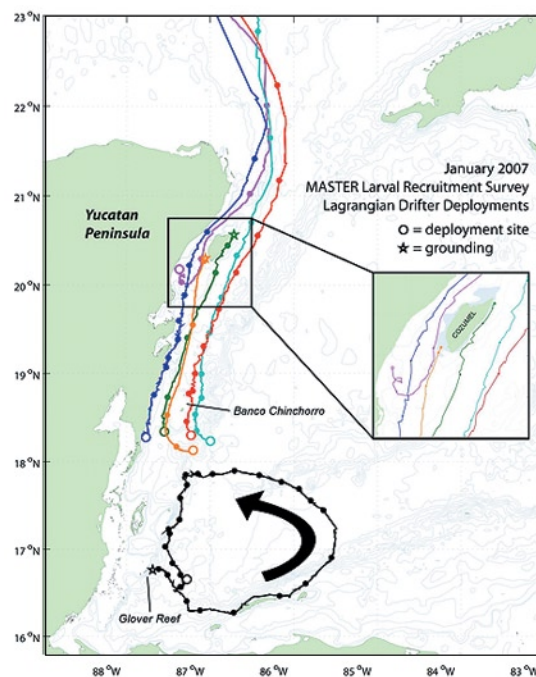 23°N
22°N
21°N
20°N
19°N
18°N
17°N
16°N
Yucatan
Peninsula
January 2007
MASTER Larval Recruitment Survey
Lagrangian Drifter Deployments
= deployment site
= grounding
COZUMEL
Banco Chinchorro
Glover Reef
88°W
87°W
86°W
85°W
84°W
83°W